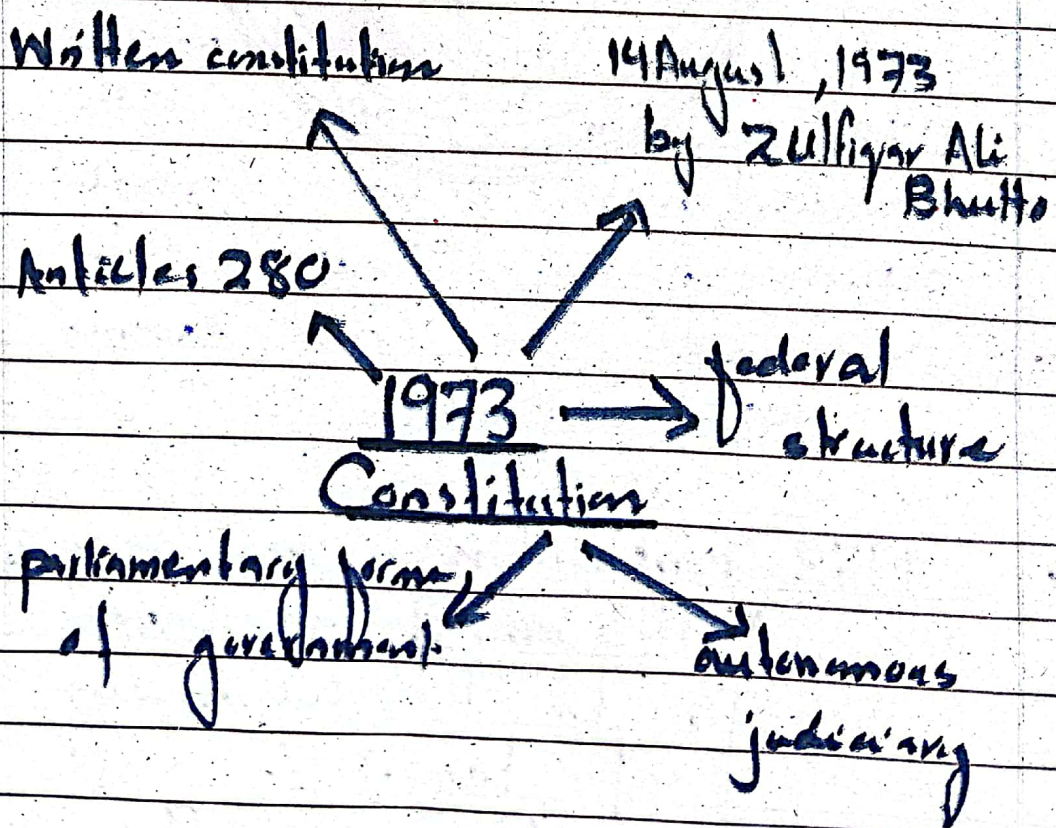 Written constitution
14 August, 1973
by Zulfiqar Ali
Bhutto
Articles 280
1973
Constitution
federal
structure
parliamentary form
of government.
autonomous
judiciary